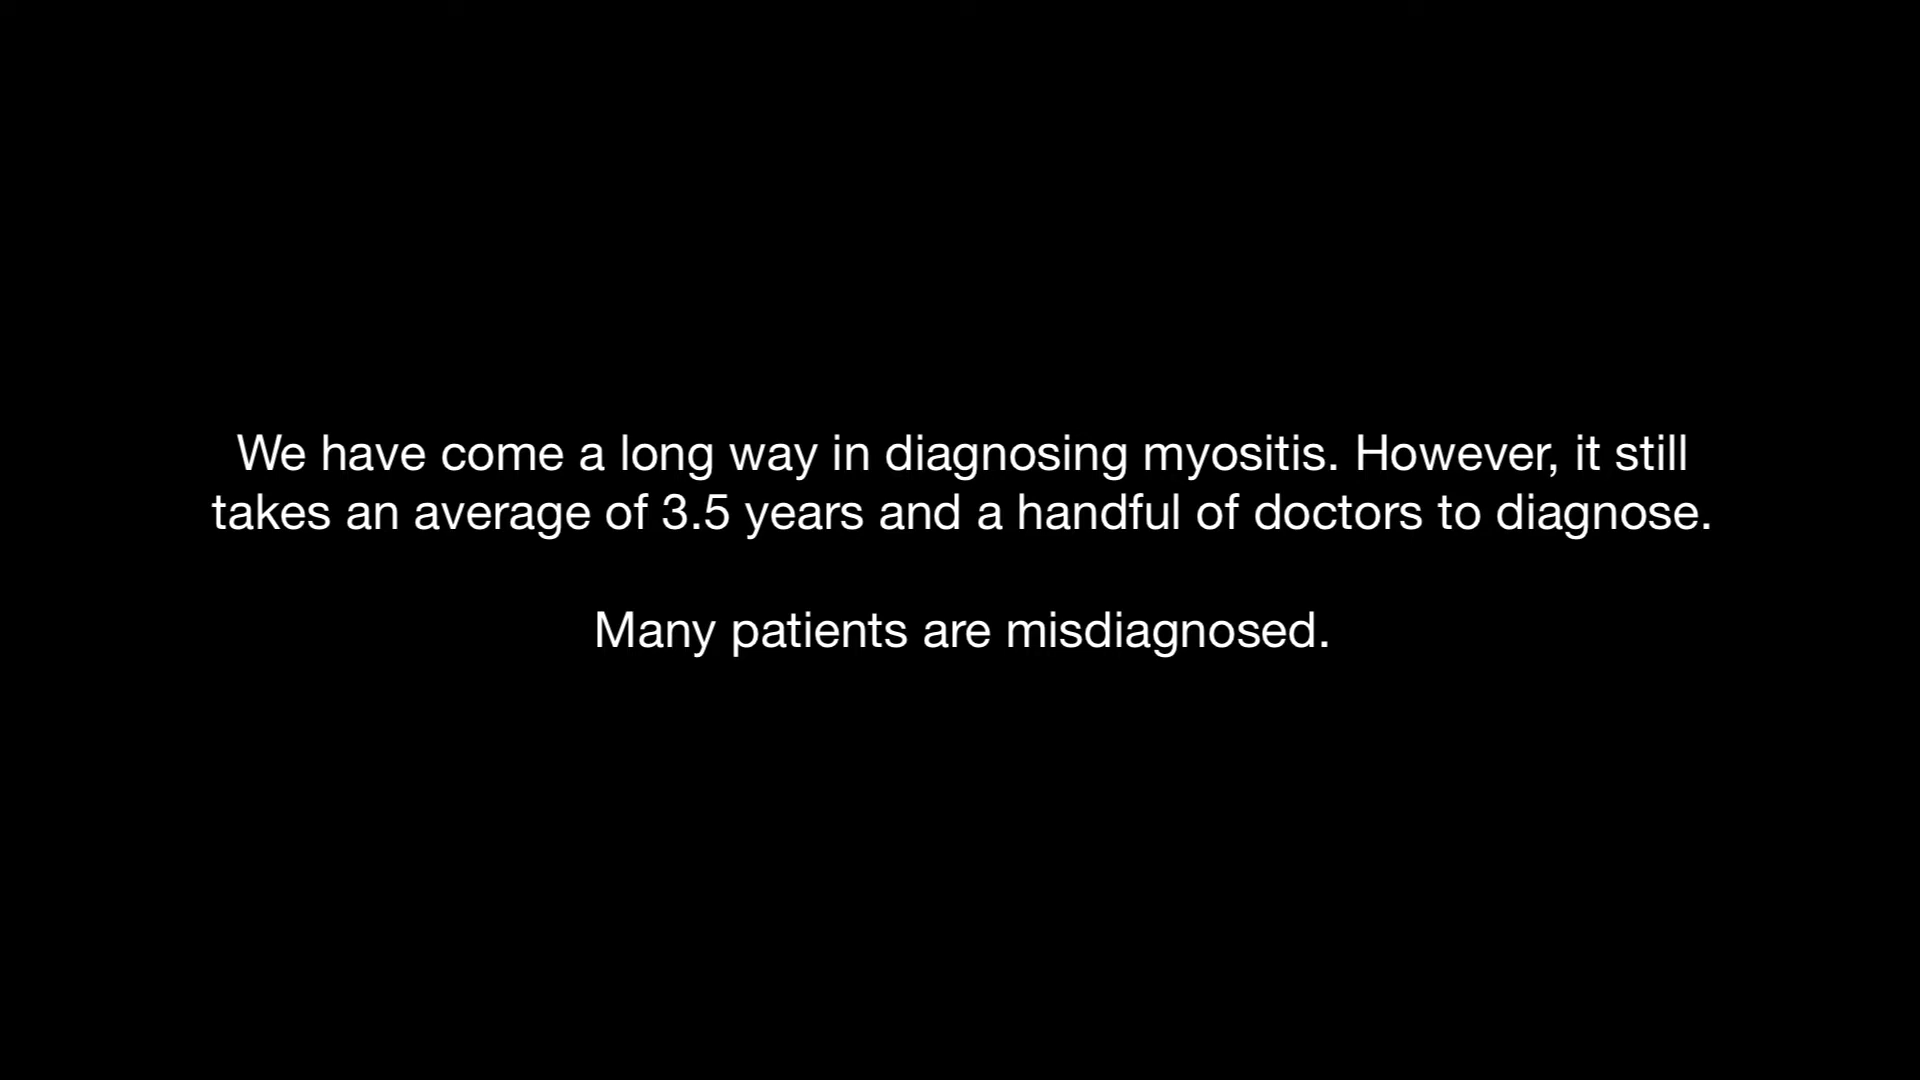 We have come a long way in diagnosing myositis. However, it still
takes an average of 3.5 years and a handful of doctors to diagnose.
Many patients are misdiagnosed.